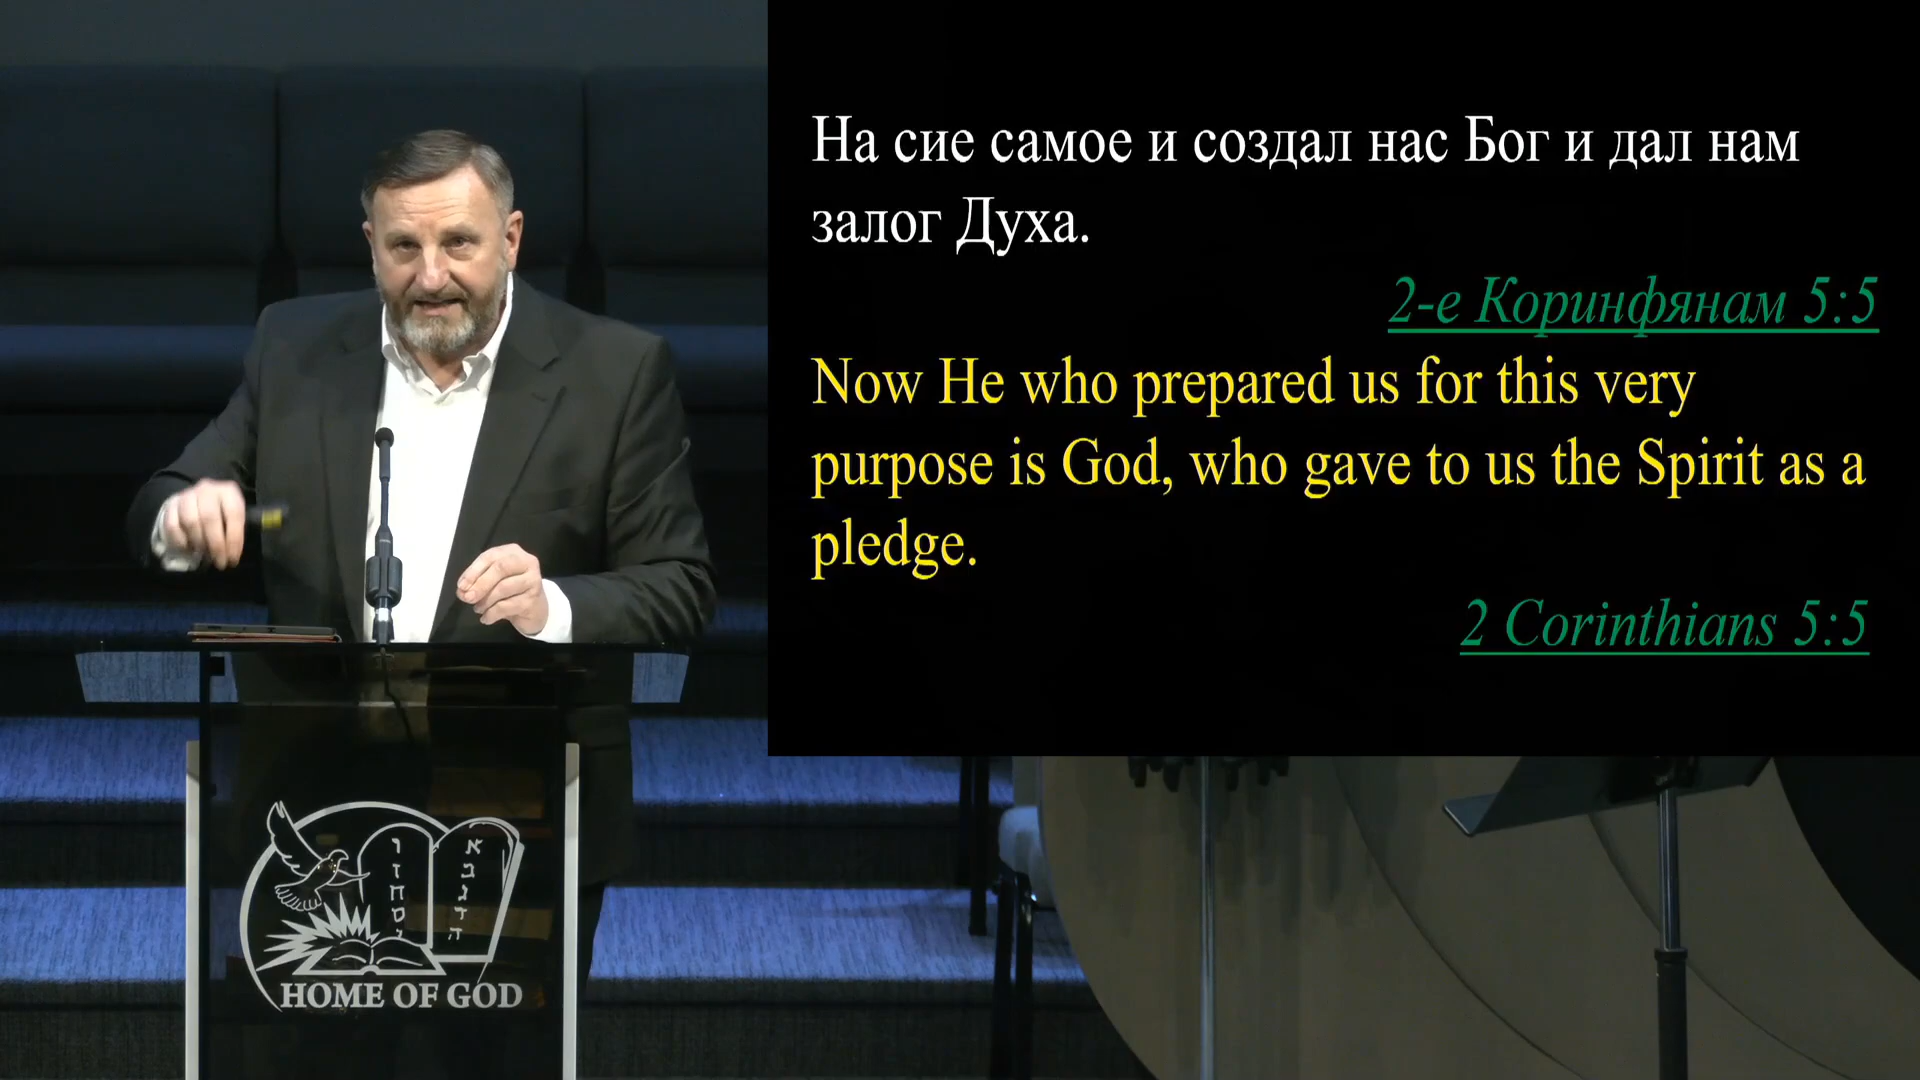 На сие самое и создал нас Бог и дал нам
залог Духа.
2-е Коринфянам 5:5
Now He who prepared us for this very
purpose is God, who gave to us the Spirit as a
pledge.
2 Corinthians 5:5
ו א
ז ב
ח ג
ס ד
י ה
HOME OF GOD